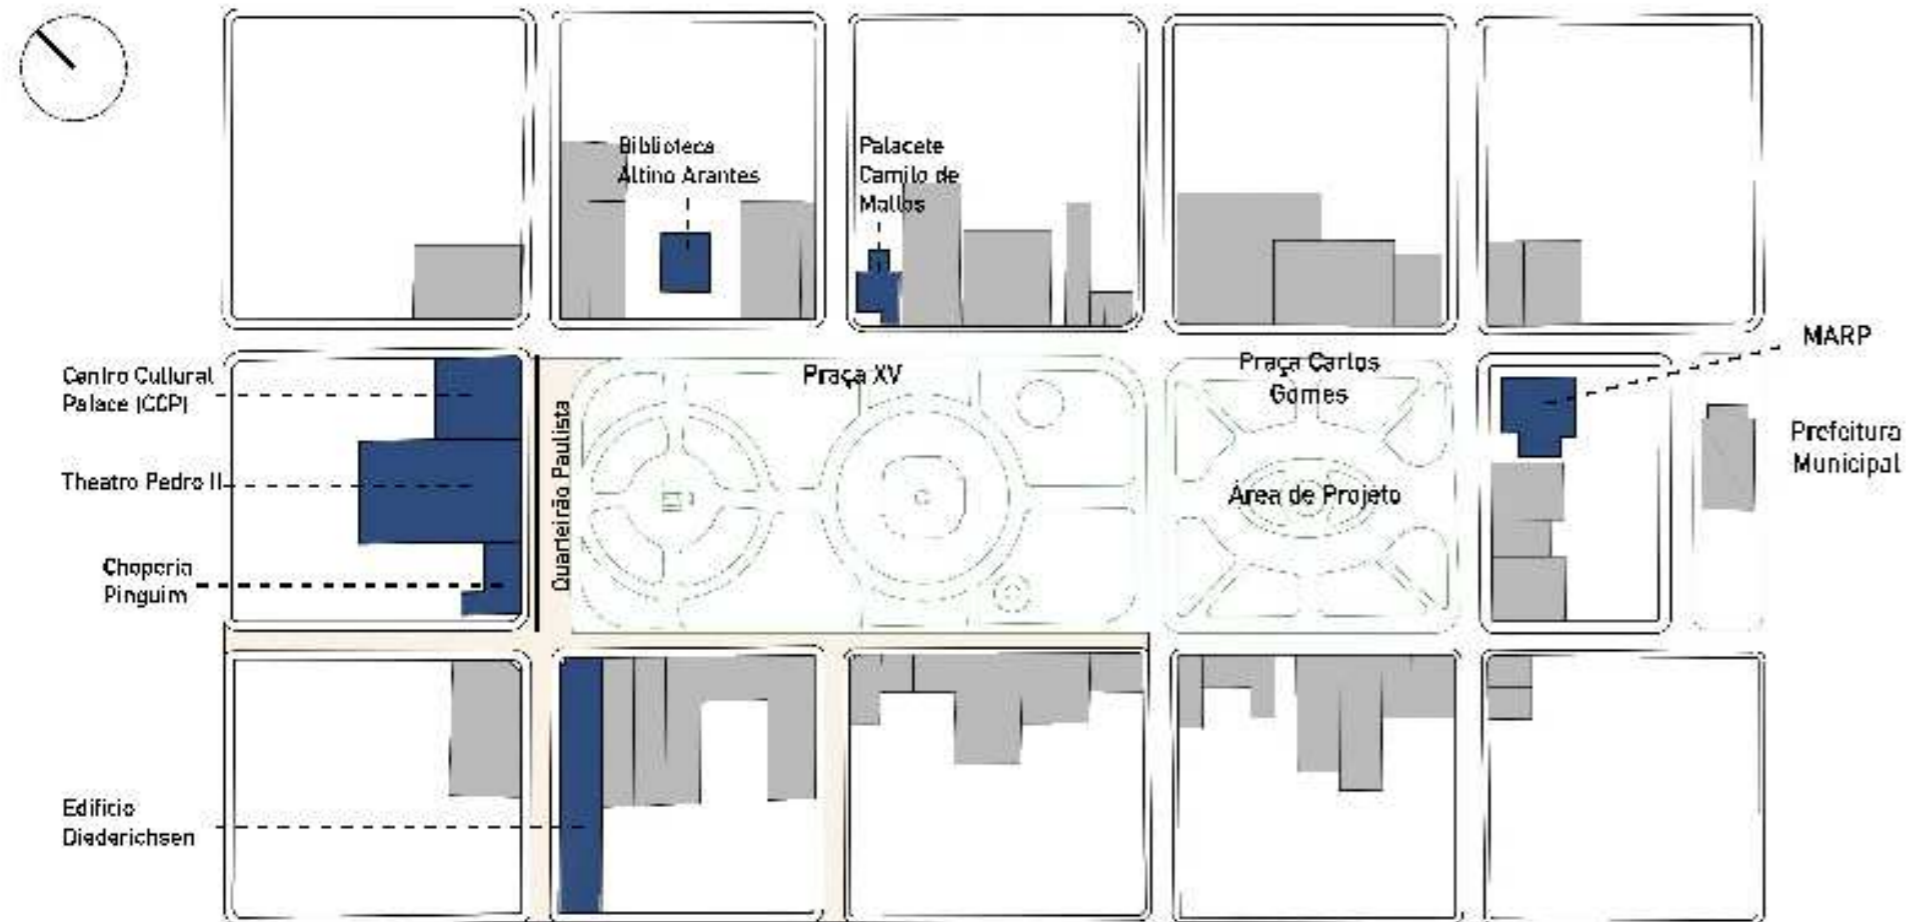 Biblioteca
Altino Arantes
Palacete
Camilo de
Mattos
MARP
Centro Cultural
Palace (CCP)
Praça XV
Praça Carlos
Gomes
Quarteirão Paulista
Prefeitura
Municipal
Theatro Pedro II
Área de Projeto
Choperia
Pinguim
Edifício
Diederichsen